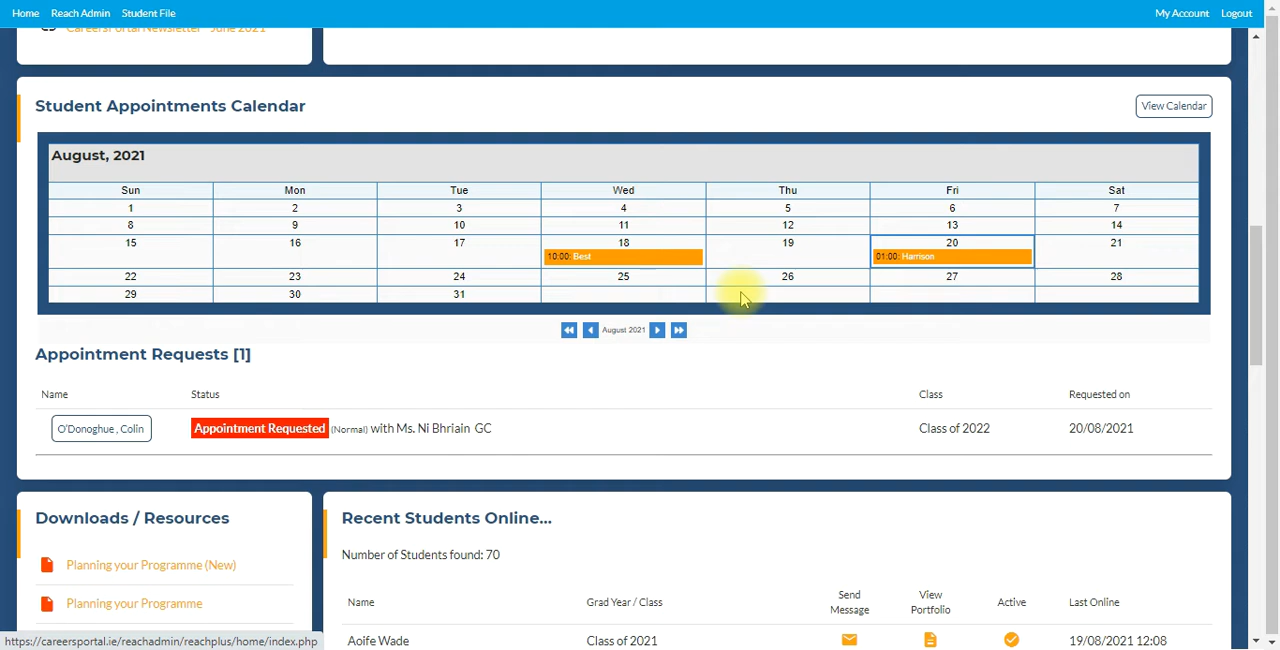 Home Reach Admin Student File My Account Logout
CareersPortal Newsletter - June 2021
Student Appointments Calendar View Calendar
August, 2021
Sun Mon Tue Wed Thu Fri Sat
1 2 3 4 5 6 7
8 9 10 11 12 13 14
15 16 17 18 19 20 21
10:00: Best 01:00: Harrison
22 23 24 25 26 27 28
29 30 31
August 2021
Appointment Requests [1]
Name Status Class Requested on
O'Donoghue , Colin Appointment Requested (Normal) with Ms. Ni Bhriain GC Class of 2022 20/08/2021
Downloads / Resources Recent Students Online...
Number of Students found: 70
Planning your Programme (New)
Name Grad Year / Class Send Message View Portfolio Active Last Online
Planning your Programme
Aoife Wade Class of 2021 19/08/2021 12:08
https://careersportal.ie/reachadmin/reachplus/home/index.php